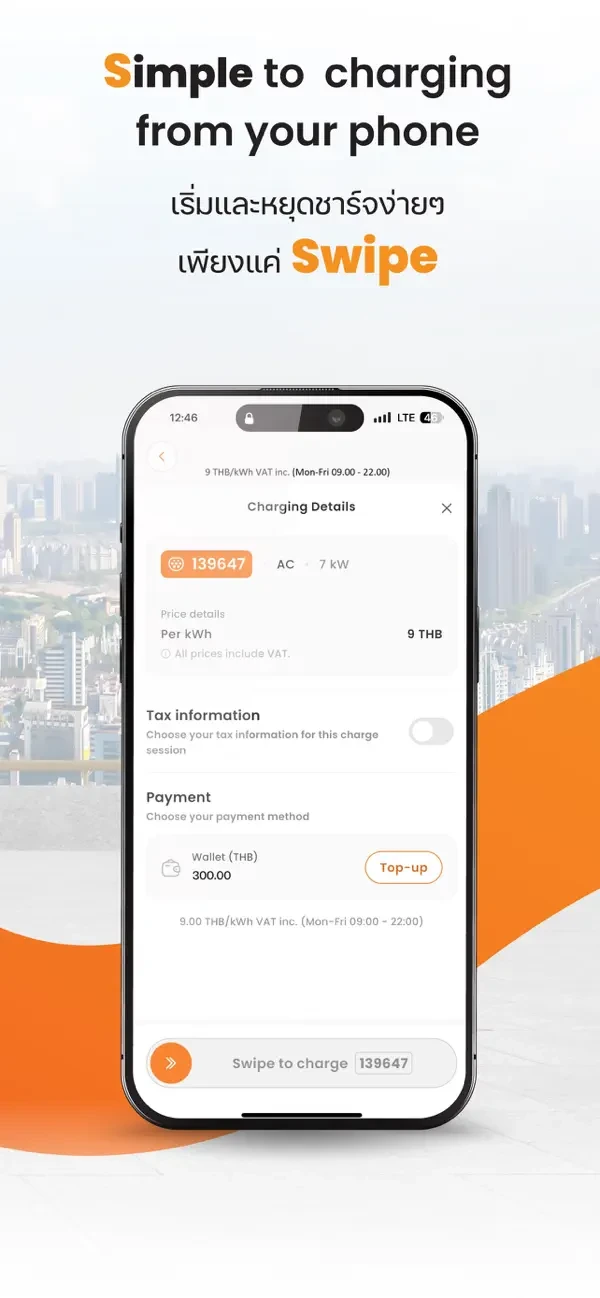 Simple to charging
from your phone
เริ่มและหยุดชาร์จง่ายๆ
เพียงแค่ Swipe
12:46 LTE 46
9 THB/kWh VAT inc. (Mon-Fri 09.00 - 22.00)
Charging Details
139647 AC 7 kW
Price details
Per kWh 9 THB
All prices include VAT.
Tax information
Choose your tax information for this charge
session
Payment
Choose your payment method
Wallet (THB)
300.00
Top-up
9.00 THB/kWh VAT inc. (Mon-Fri 09:00 - 22:00)
Swipe to charge 139647